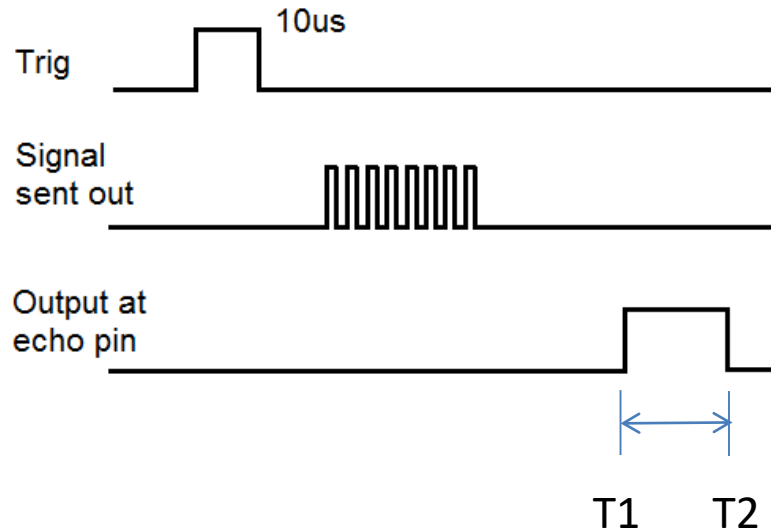 10us
Trig
Signal
sent out
Output at
echo pin
T1 T2